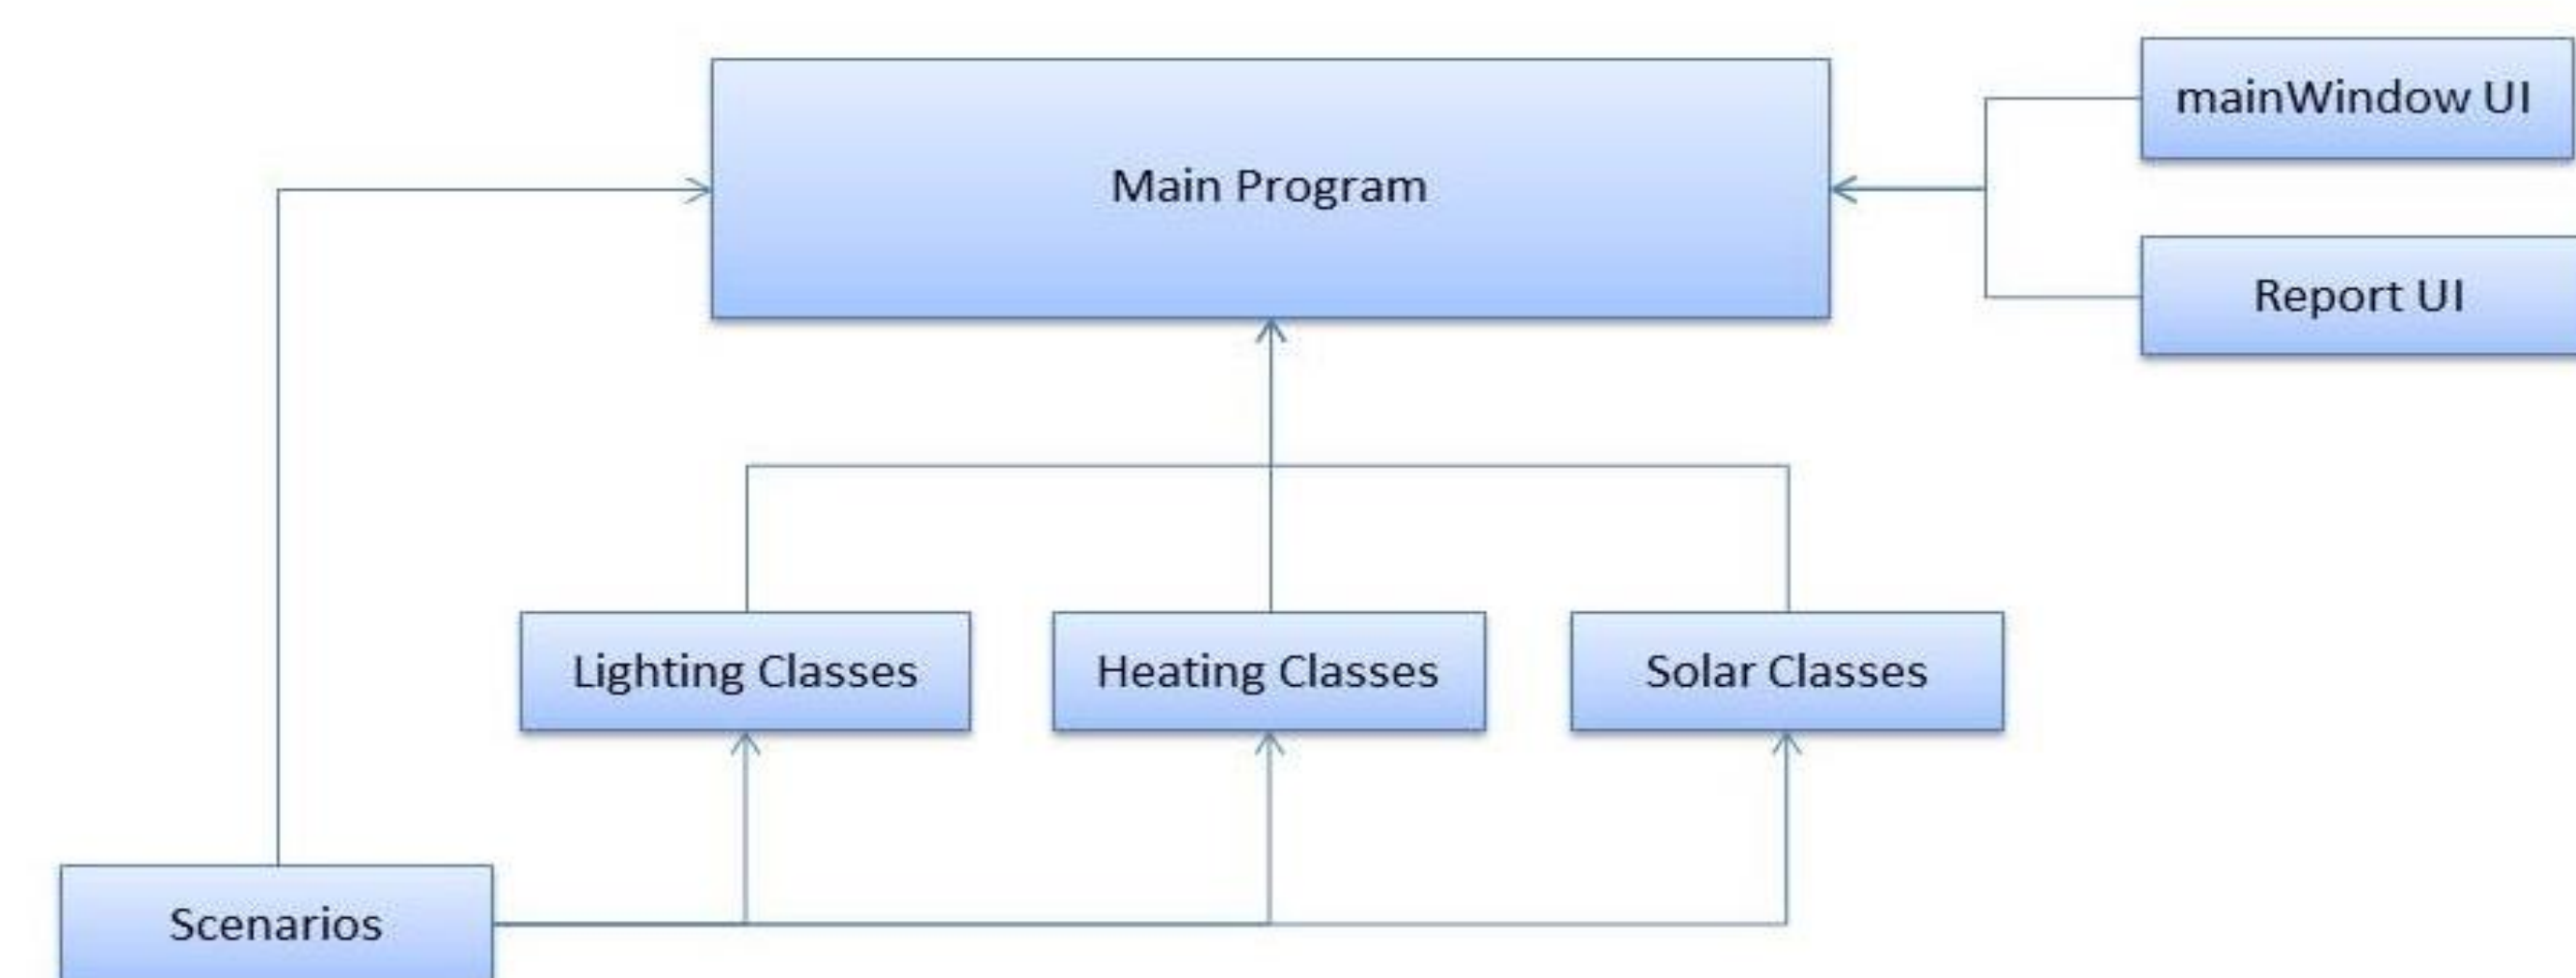 mainWindow UI
Main Program
Report UI
Lighting Classes
Heating Classes
Solar Classes
Scenarios